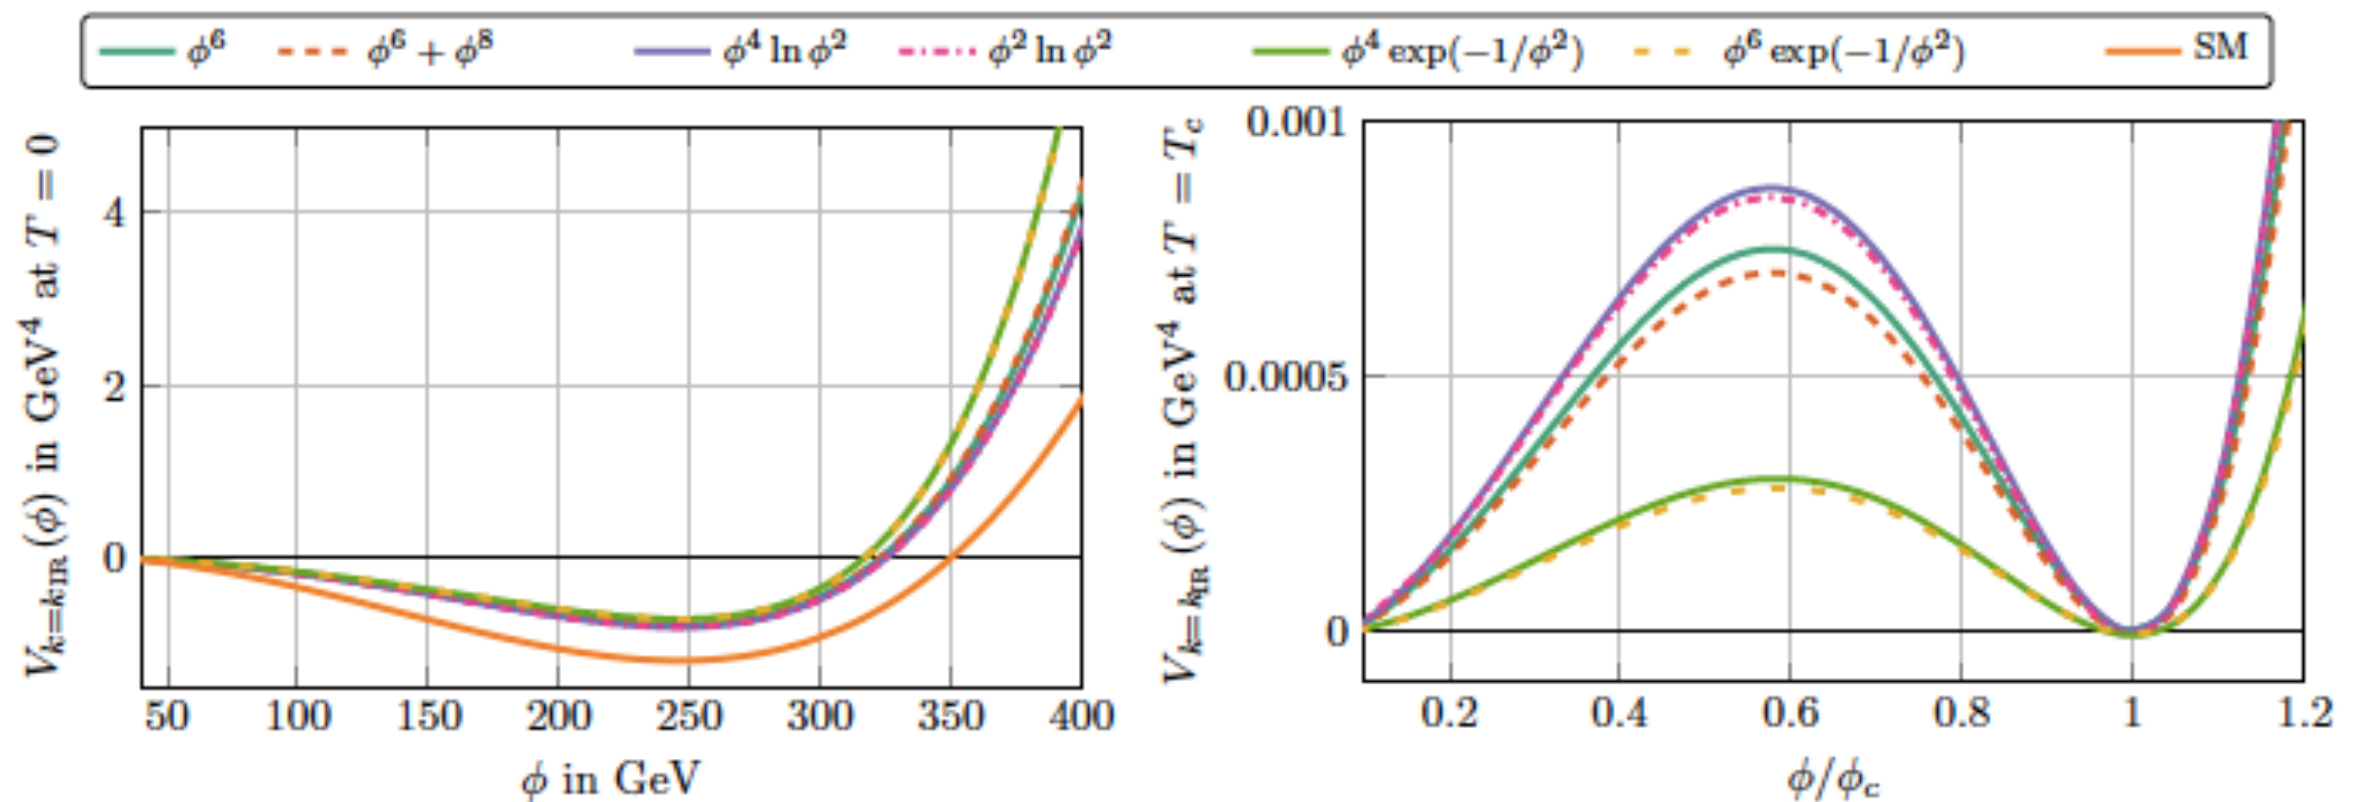 ϕ⁶ ϕ⁶ + ϕ⁸ ϕ⁴ ln ϕ² ϕ² ln ϕ² ϕ⁴ exp(−1/ϕ²) ϕ⁶ exp(−1/ϕ²) SM
V_{k=k_IR}(ϕ) in GeV⁴ at T = 0
4
2
0
50 100 150 200 250 300 350 400
ϕ in GeV
V_{k=k_IR}(ϕ) in GeV⁴ at T = T_c
0.001
0.0005
0
0.2 0.4 0.6 0.8 1 1.2
ϕ/ϕ_c